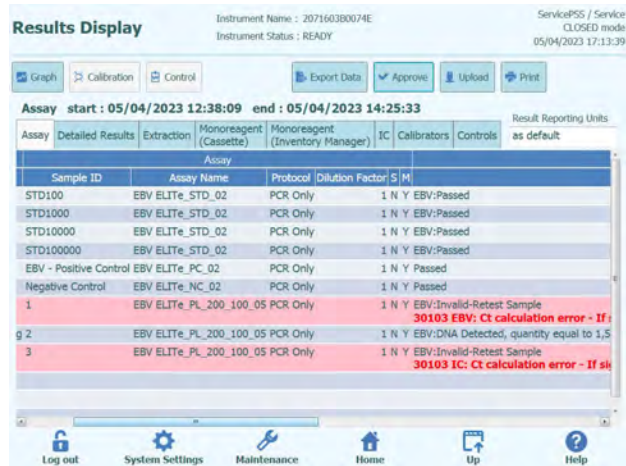 Results Display
Instrument Name : 2071603B0074E
Instrument Status : READY
ServicePSS / Service
CLOSED mode
05/04/2023 17:13:39
Graph Calibration Control Export Data Approve Upload Print
Assay start : 05/04/2023 12:38:09 end : 05/04/2023 14:25:33
Result Reporting Units
as default
Assay Detailed Results Extraction Monoreagent (Cassette) Monoreagent (Inventory Manager) IC Calibrators Controls
Assay
Sample ID Assay Name Protocol Dilution Factor S M
STD100 EBV ELITe_STD_02 PCR Only 1 N Y EBV:Passed
STD1000 EBV ELITe_STD_02 PCR Only 1 N Y EBV:Passed
STD10000 EBV ELITe_STD_02 PCR Only 1 N Y EBV:Passed
STD100000 EBV ELITe_STD_02 PCR Only 1 N Y EBV:Passed
EBV - Positive Control EBV ELITe_PC_02 PCR Only 1 N Y Passed
Negative Control EBV ELITe_NC_02 PCR Only 1 N Y Passed
1 EBV ELITe_PL_200_100_05 PCR Only 1 N Y EBV:Invalid-Retest Sample
30103 EBV: Ct calculation error - If
g 2 EBV ELITe_PL_200_100_05 PCR Only 1 N Y EBV:DNA Detected, quantity equal to 1,5
3 EBV ELITe_PL_200_100_05 PCR Only 1 N Y EBV:Invalid-Retest Sample
30103 IC: Ct calculation error - If si
Log out System Settings Maintenance Home Up Help